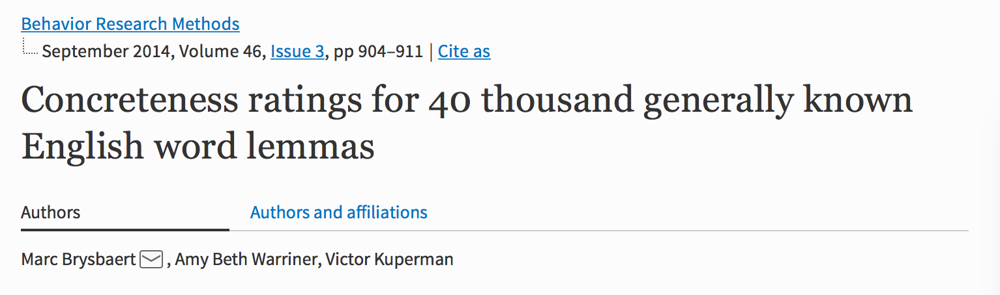 Behavior Research Methods
September 2014, Volume 46, Issue 3, pp 904–911 | Cite as
Concreteness ratings for 40 thousand generally known
English word lemmas
Authors Authors and affiliations
Marc Brysbaert , Amy Beth Warriner, Victor Kuperman